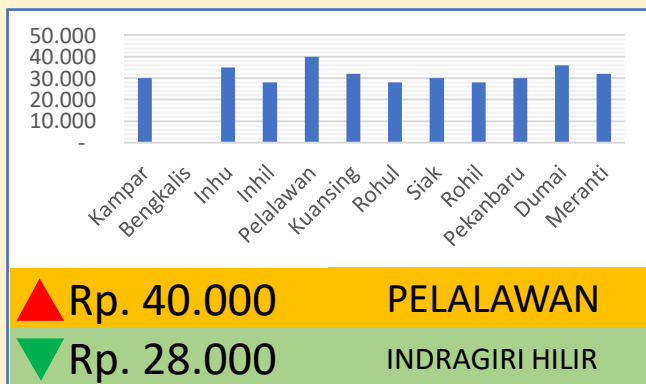 50.000
40.000
30.000
20.000
10.000
-
Kampar
Bengkalis
Inhu
Inhil
Pelalawan
Kuansing
Rohul
Siak
Rohil
Pekanbaru
Dumai
Meranti
Rp. 40.000 PELALAWAN
Rp. 28.000 INDRAGIRI HILIR